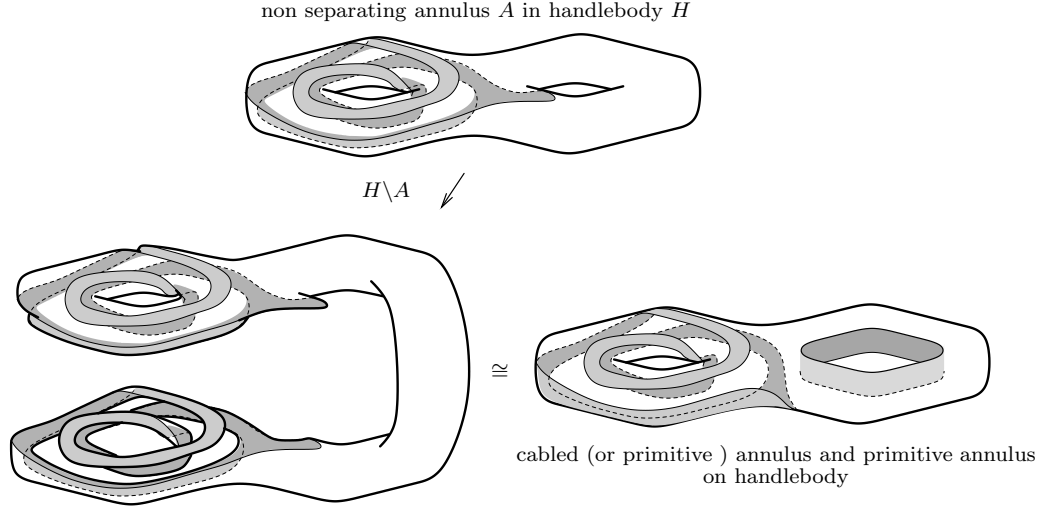 non separating annulus A in handlebody H
H\A
≅
cabled (or primitive ) annulus and primitive annulus
on handlebody